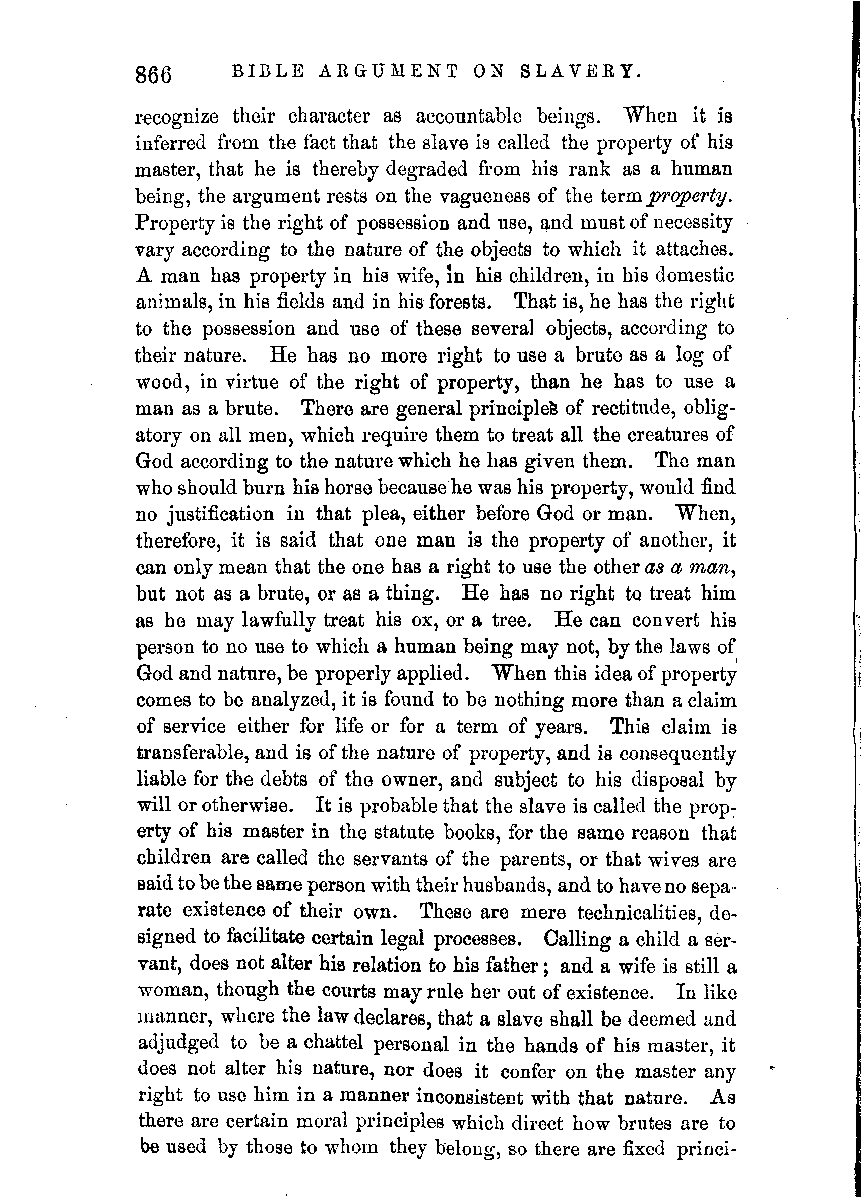 866 BIBLE ARGUMENT ON SLAVERY.
recognize their character as accountable beings. When it is
inferred from the fact that the slave is called the property of his
master, that he is thereby degraded from his rank as a human
being, the argument rests on the vagueness of the term property.
Property is the right of possession and use, and must of necessity
vary according to the nature of the objects to which it attaches.
A man has property in his wife, in his children, in his domestic
animals, in his fields and in his forests. That is, he has the right
to the possession and use of these several objects, according to
their nature. He has no more right to use a brute as a log of
wood, in virtue of the right of property, than he has to use a
man as a brute. There are general principles of rectitude, oblig-
atory on all men, which require them to treat all the creatures of
God according to the nature which he has given them. The man
who should burn his horse because he was his property, would find
no justification in that plea, either before God or man. When,
therefore, it is said that one man is the property of another, it
can only mean that the one has a right to use the other as a man,
but not as a brute, or as a thing. He has no right to treat him
as he may lawfully treat his ox, or a tree. He can convert his
person to no use to which a human being may not, by the laws of
God and nature, be properly applied. When this idea of property
comes to be analyzed, it is found to be nothing more than a claim
of service either for life or for a term of years. This claim is
transferable, and is of the nature of property, and is consequently
liable for the debts of the owner, and subject to his disposal by
will or otherwise. It is probable that the slave is called the prop-
erty of his master in the statute books, for the same reason that
children are called the servants of the parents, or that wives are
said to be the same person with their husbands, and to have no sepa-
rate existence of their own. These are mere technicalities, de-
signed to facilitate certain legal processes. Calling a child a ser-
vant, does not alter his relation to his father; and a wife is still a
woman, though the courts may rule her out of existence. In like
manner, where the law declares, that a slave shall be deemed and
adjudged to be a chattel personal in the hands of his master, it
does not alter his nature, nor does it confer on the master any
right to use him in a manner inconsistent with that nature. As
there are certain moral principles which direct how brutes are to
be used by those to whom they belong, so there are fixed princi-